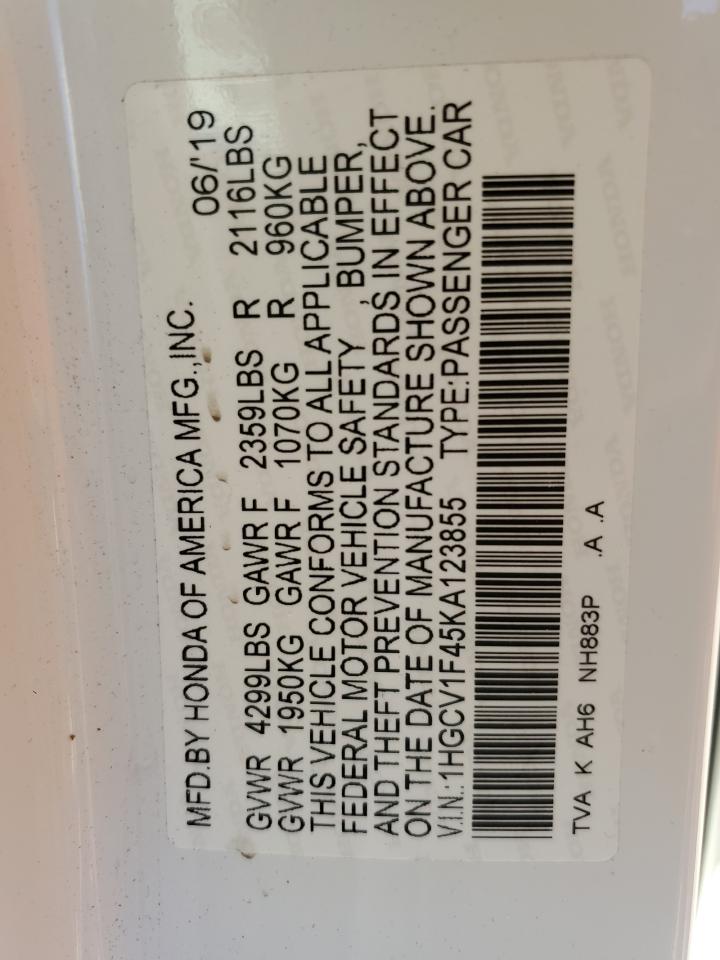 MFD.BY HONDA OF AMERICA MFG.,INC. 06/'19
GVWR 4299LBS GAWR F 2359LBS R 2116LBS
GVWR 1950KG GAWR F 1070KG R 960KG
THIS VEHICLE CONFORMS TO ALL APPLICABLE
FEDERAL MOTOR VEHICLE SAFETY , BUMPER,
AND THEFT PREVENTION STANDARDS IN EFFECT
ON THE DATE OF MANUFACTURE SHOWN ABOVE.
V.I.N.:1HGCV1F45KA123855 TYPE:PASSENGER CAR
TVA K AH6 NH883P .A .A